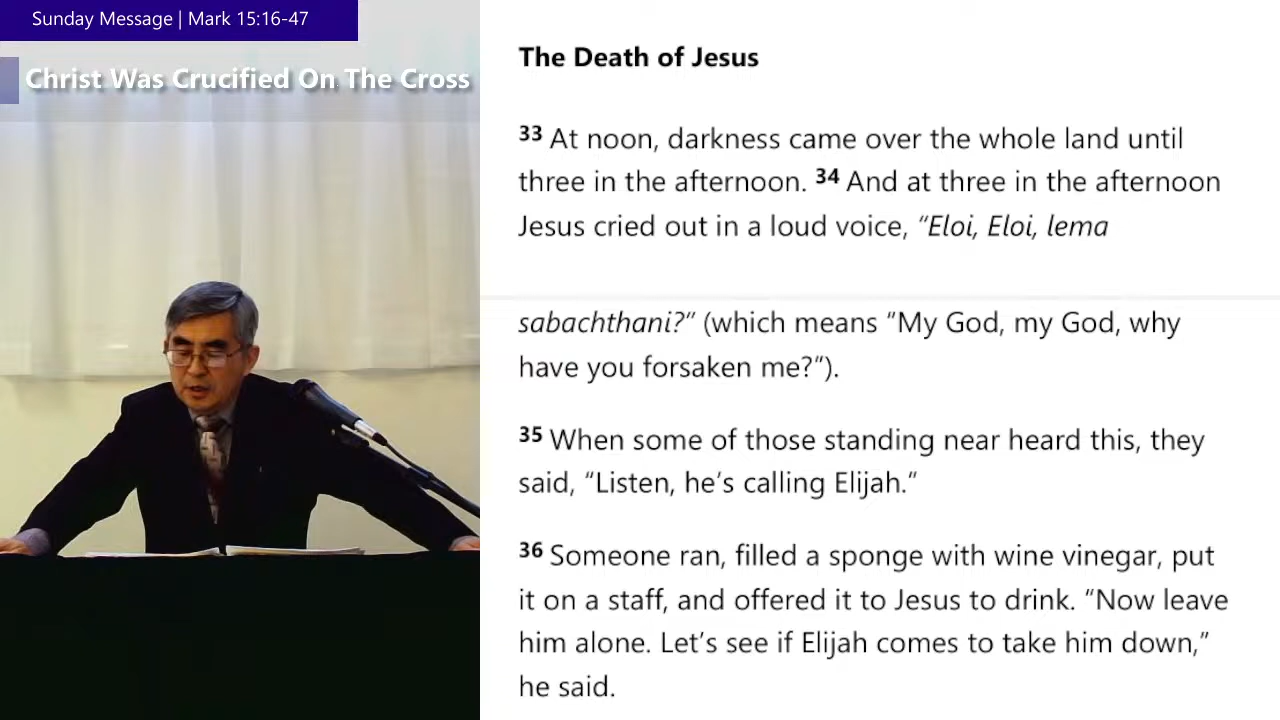 Sunday Message | Mark 15:16-47
Christ Was Crucified On The Cross
The Death of Jesus
33 At noon, darkness came over the whole land until
three in the afternoon. 34 And at three in the afternoon
Jesus cried out in a loud voice, “Eloi, Eloi, lema
sabachthani?” (which means “My God, my God, why
have you forsaken me?”).
35 When some of those standing near heard this, they
said, “Listen, he’s calling Elijah.”
36 Someone ran, filled a sponge with wine vinegar, put
it on a staff, and offered it to Jesus to drink. “Now leave
him alone. Let’s see if Elijah comes to take him down,”
he said.